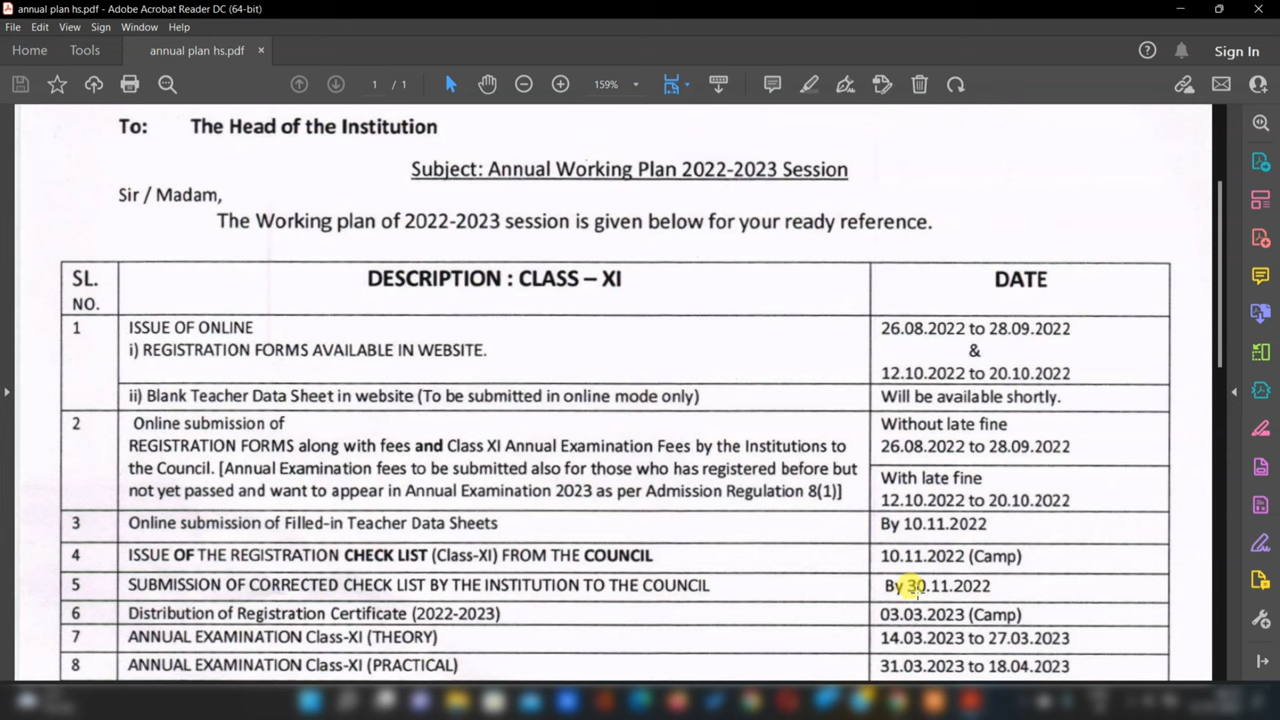 annual plan hs.pdf - Adobe Acrobat Reader DC (64-bit)
File Edit View Sign Window Help
Home Tools annual plan hs.pdf × Sign In
1 / 1 159%
To: The Head of the Institution
Subject: Annual Working Plan 2022-2023 Session
Sir / Madam,
The Working plan of 2022-2023 session is given below for your ready reference.
SL. NO. DESCRIPTION : CLASS – XI DATE
1 ISSUE OF ONLINE 26.08.2022 to 28.09.2022
i) REGISTRATION FORMS AVAILABLE IN WEBSITE. &
12.10.2022 to 20.10.2022
ii) Blank Teacher Data Sheet in website (To be submitted in online mode only) Will be available shortly.
2 Online submission of Without late fine
REGISTRATION FORMS along with fees and Class XI Annual Examination Fees by the Institutions to 26.08.2022 to 28.09.2022
the Council. [Annual Examination fees to be submitted also for those who has registered before but With late fine
not yet passed and want to appear in Annual Examination 2023 as per Admission Regulation 8(1)] 12.10.2022 to 20.10.2022
3 Online submission of Filled-in Teacher Data Sheets By 10.11.2022
4 ISSUE OF THE REGISTRATION CHECK LIST (Class-XI) FROM THE COUNCIL 10.11.2022 (Camp)
5 SUBMISSION OF CORRECTED CHECK LIST BY THE INSTITUTION TO THE COUNCIL By 30.11.2022
6 Distribution of Registration Certificate (2022-2023) 03.03.2023 (Camp)
7 ANNUAL EXAMINATION Class-XI (THEORY) 14.03.2023 to 27.03.2023
8 ANNUAL EXAMINATION Class-XI (PRACTICAL) 31.03.2023 to 18.04.2023